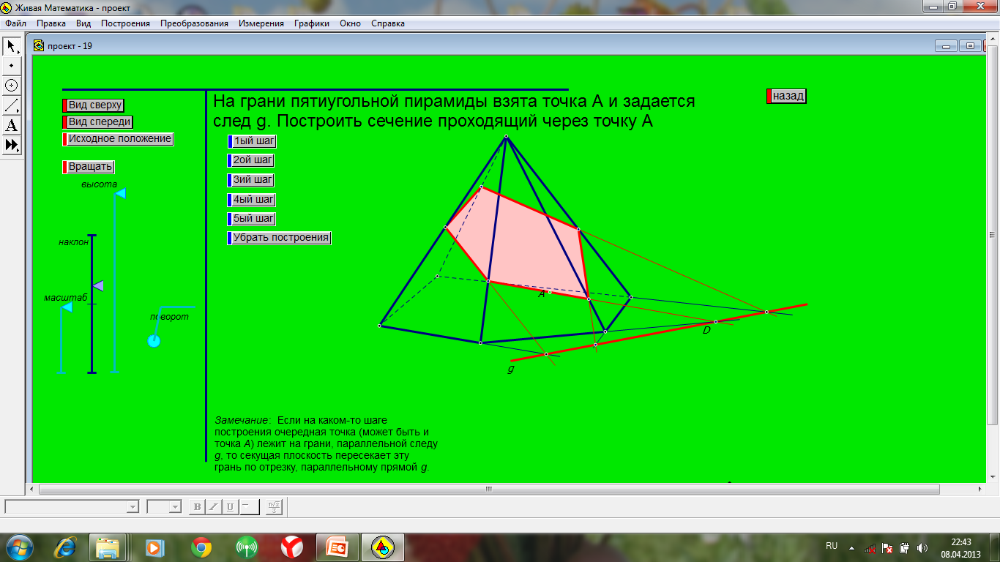 Живая Математика - проект
Файл Правка Вид Построения Преобразования Измерения Графики Окно Справка
проект - 19
На грани пятиугольной пирамиды взята точка А и задается
след g. Построить сечение проходящий через точку А
назад
Вид сверху
Вид спереди
Исходное положение
Вращать
1ый шаг
2ой шаг
3ий шаг
4ый шаг
5ый шаг
Убрать построения
высота
наклон
масштаб
поворот
A
D
g
Замечание: Если на каком-то шаге
построения очередная точка (может быть и
точка А) лежит на грани, параллельной следу
g, то секущая плоскость пересекает эту
грань по отрезку, параллельному прямой g.
B I U
RU
22:43
08.04.2013